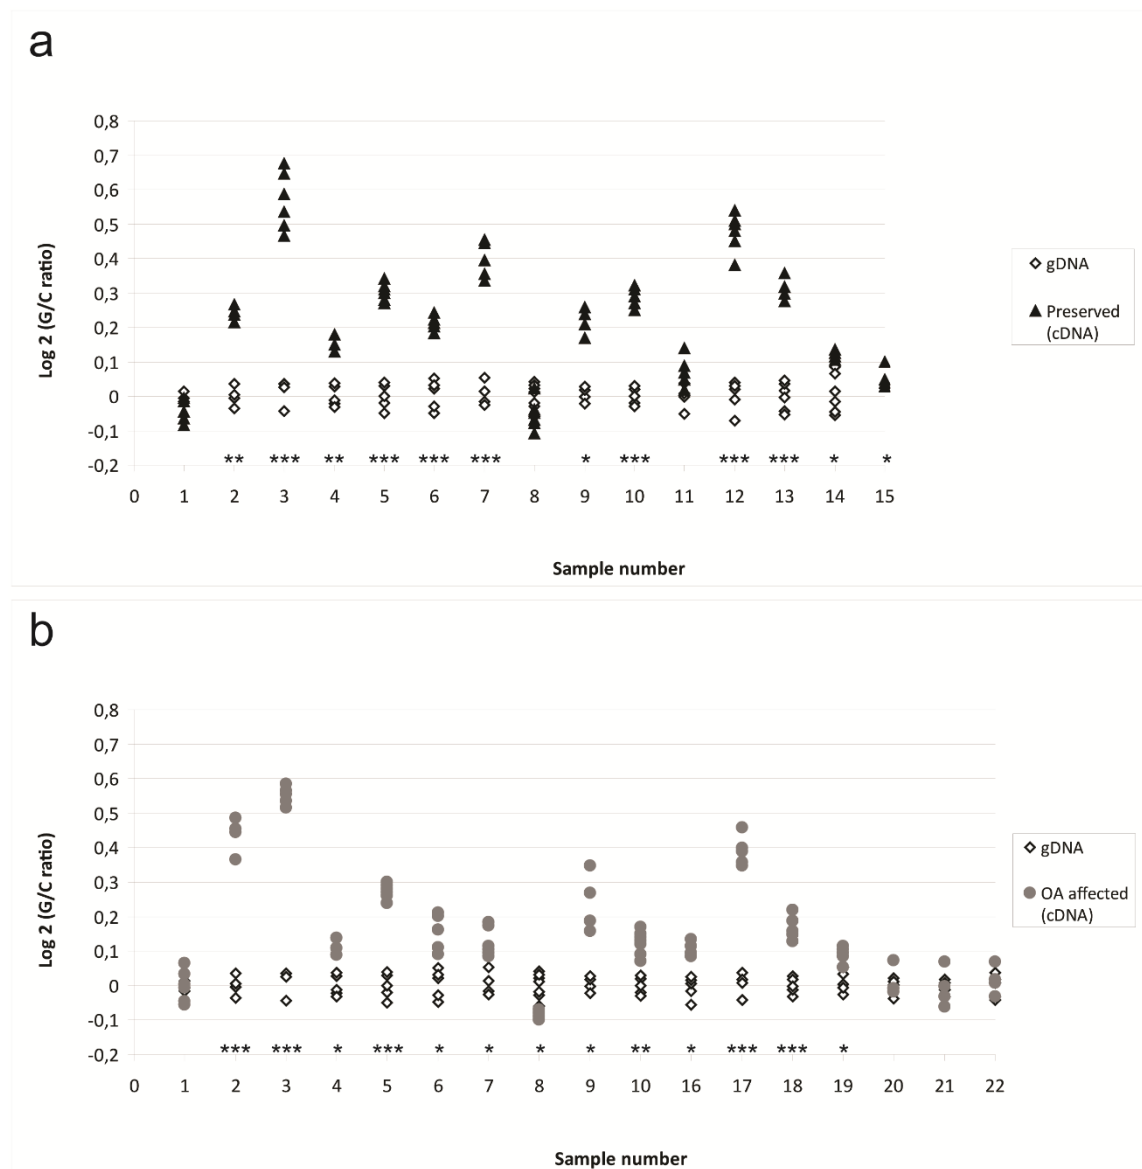 a
0,8
0,7
0,6
0,5
0,4
0,3
0,2
0,1
0
-0,1
-0,2
Log 2 (G/C ratio)
** *** ** *** *** *** * *** *** *** * *
0 1 2 3 4 5 6 7 8 9 10 11 12 13 14 15
Sample number
gDNA
Preserved
(cDNA)
b
0,8
0,7
0,6
0,5
0,4
0,3
0,2
0,1
0
-0,1
-0,2
Log 2 (G/C ratio)
*** *** * *** * * * * ** * *** *** *
0 1 2 3 4 5 6 7 8 9 10 16 17 18 19 20 21 22
Sample number
gDNA
OA affected
(cDNA)